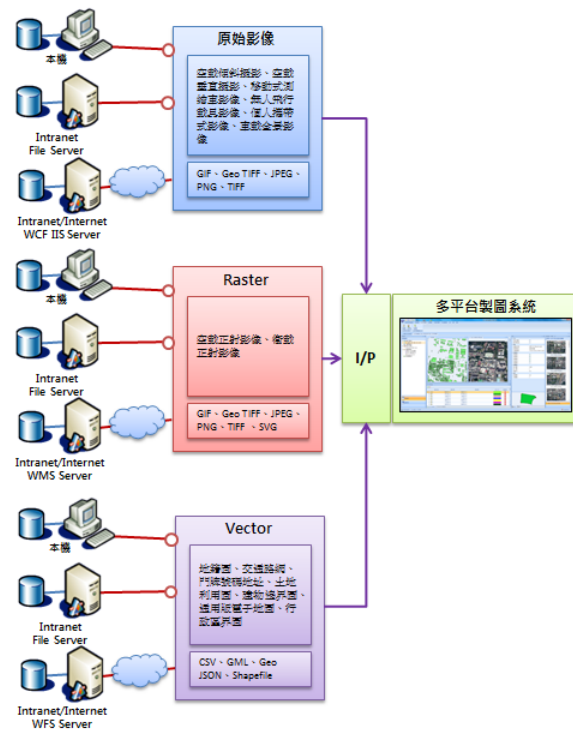 原始影像
空載傾斜攝影、空載
垂直攝影、移動式測
繪車影像、無人飛行
載具影像、個人攜帶
式影像、車載全景影
像
GIF、Geo TIFF、JPEG、
PNG、TIFF
本機
Intranet
File Server
Intranet/Internet
WCF IIS Server
Raster
空載正射影像、衛載
正射影像
GIF、Geo TIFF、JPEG、
PNG、TIFF 、SVG
本機
Intranet
File Server
Intranet/Internet
WMS Server
Vector
地籍圖、交通路網、
門牌號碼地址、土地
利用圖、建物邊界圖、
通用版電子地圖、行
政區界圖
CSV、GML、Geo
JSON、Shapefile
本機
Intranet
File Server
Intranet/Internet
WFS Server
I/P
多平台製圖系統